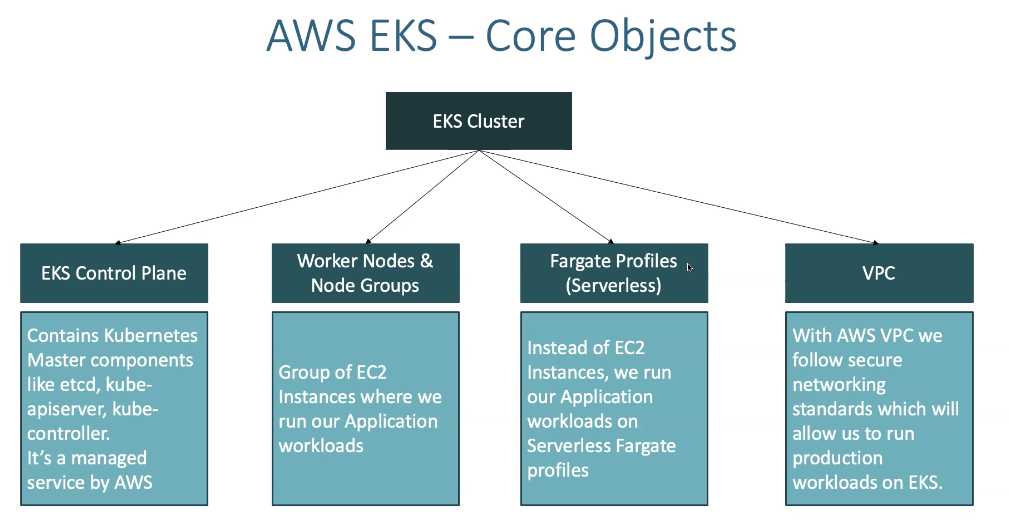 AWS EKS – Core Objects
EKS Cluster
EKS Control Plane
Contains Kubernetes
Master components
like etcd, kube-
apiserver, kube-
controller.
It's a managed
service by AWS
Worker Nodes &
Node Groups
Group of EC2
Instances where we
run our Application
workloads
Fargate Profiles
(Serverless)
Instead of EC2
Instances, we run
our Application
workloads on
Serverless Fargate
profiles
VPC
With AWS VPC we
follow secure
networking
standards which will
allow us to run
production
workloads on EKS.